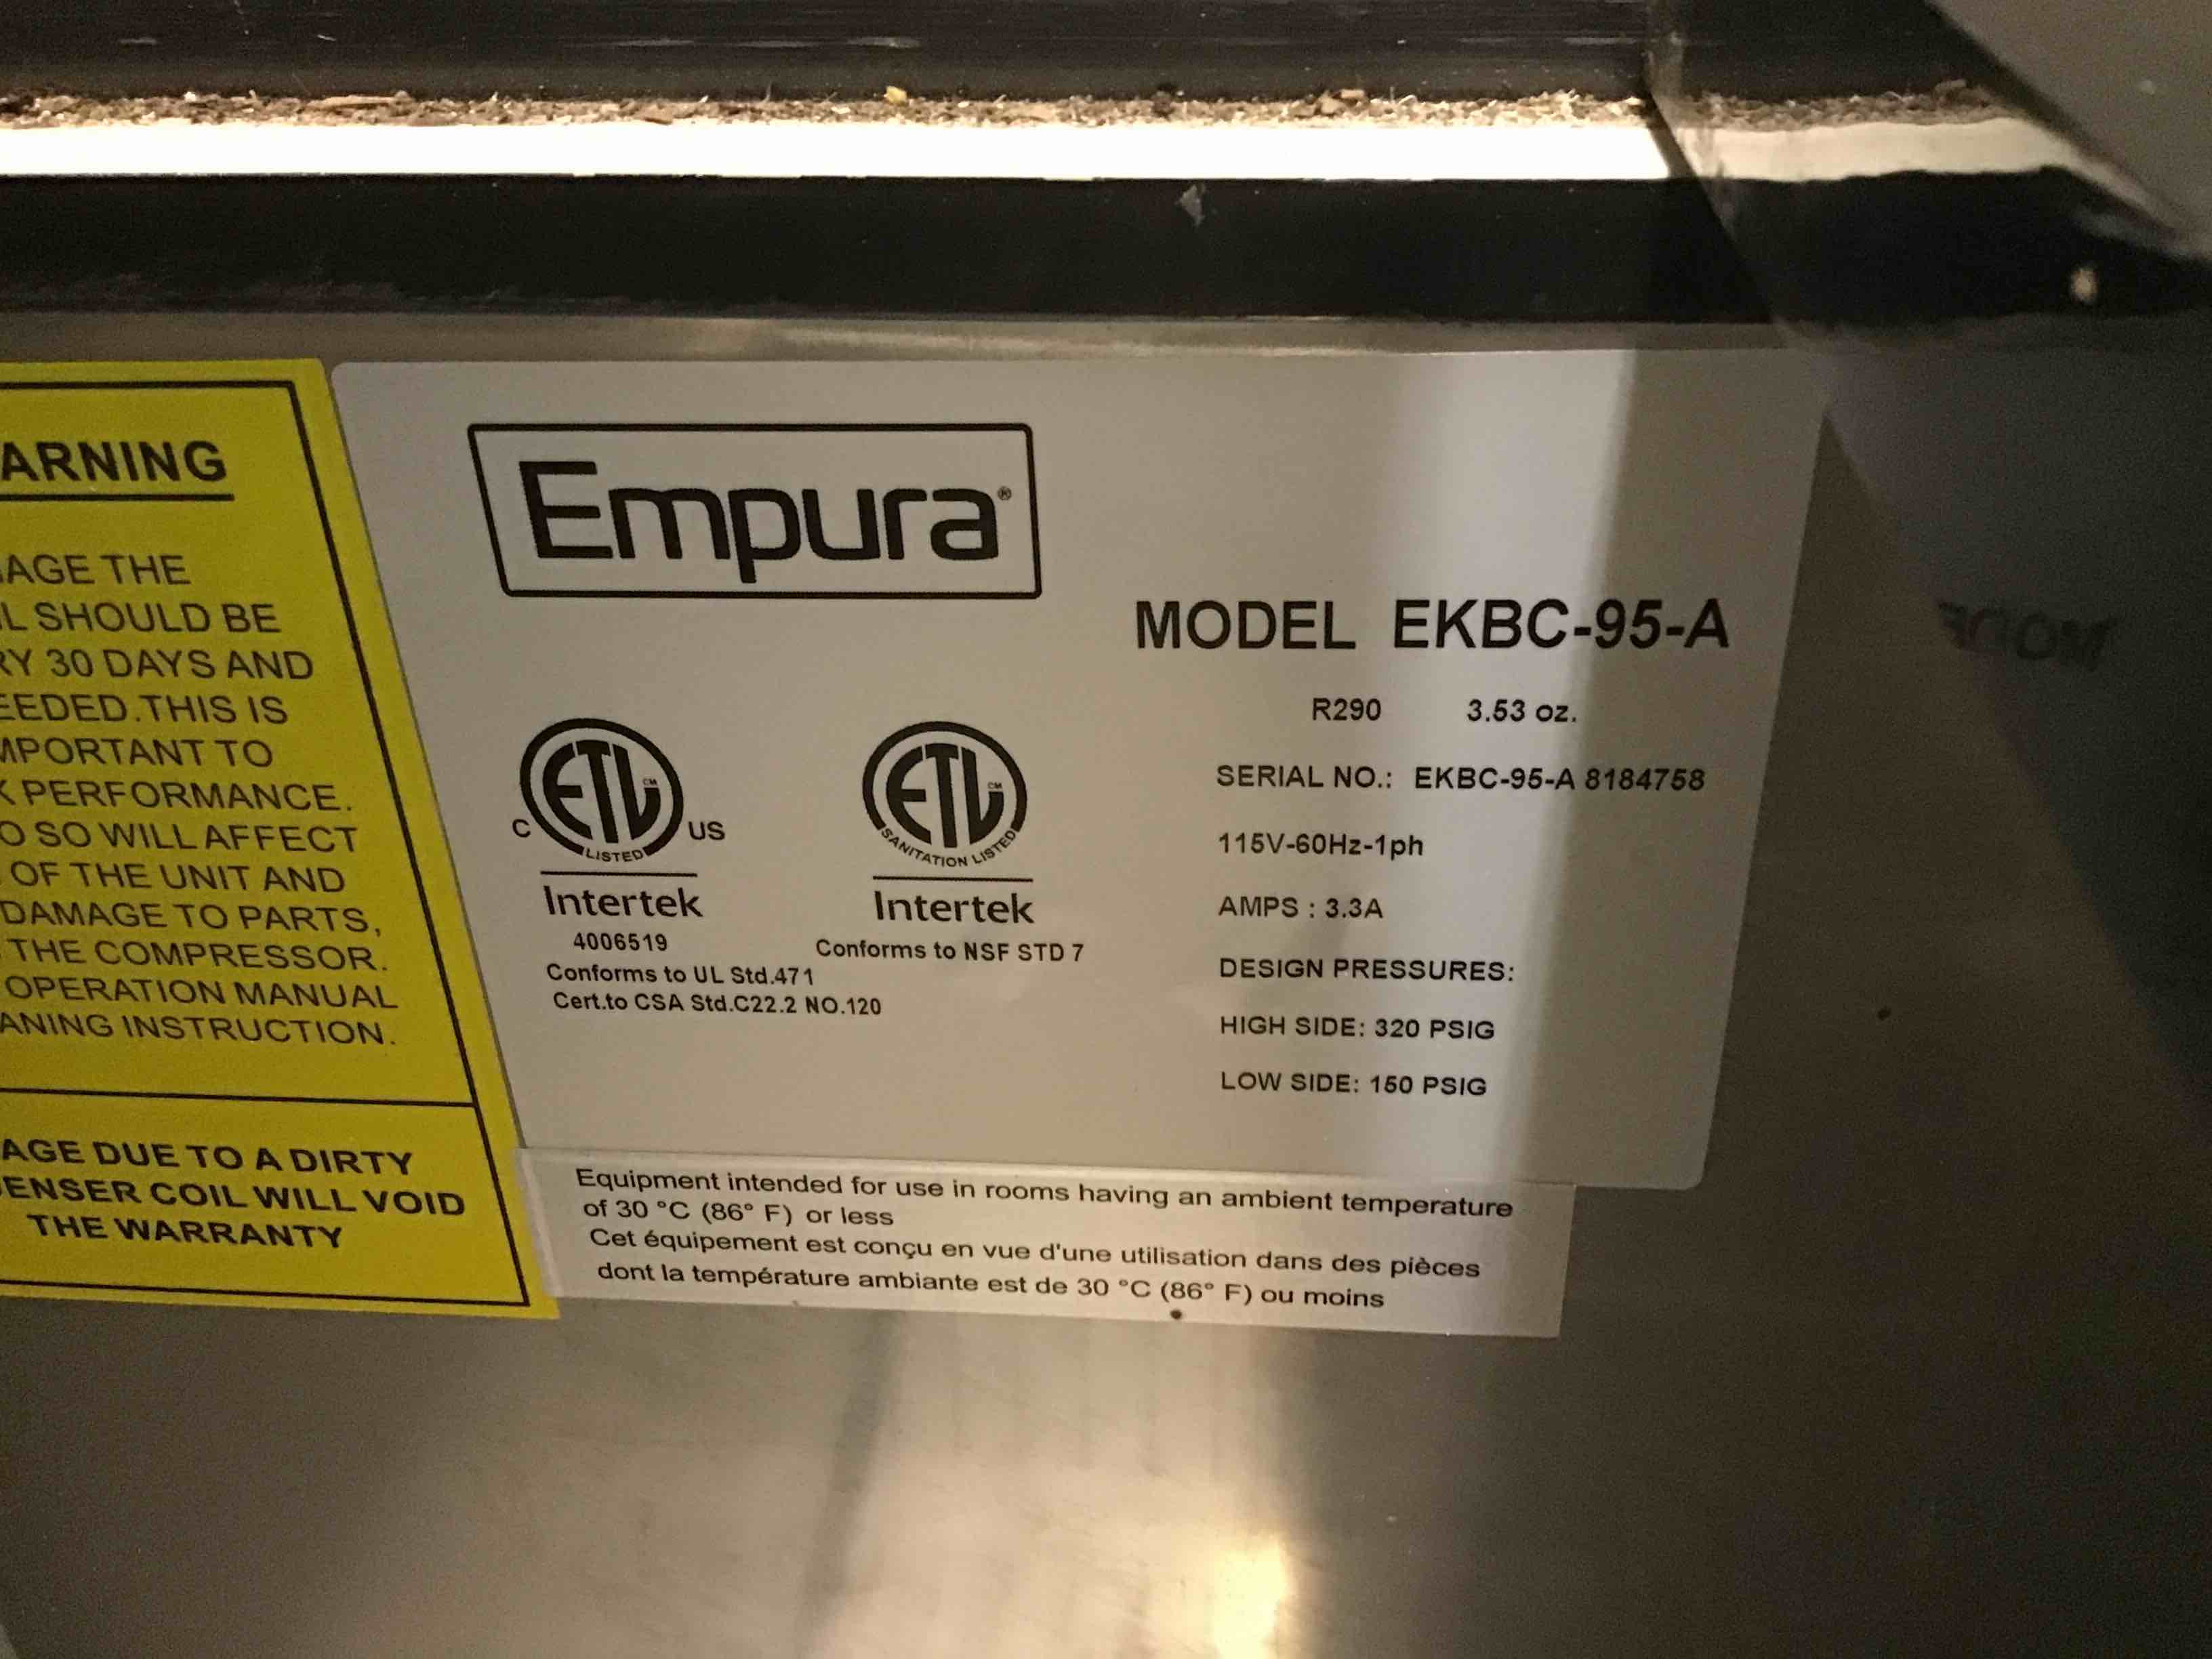 ARNING
AGE THE
L SHOULD BE
RY 30 DAYS AND
EEDED.THIS IS
MPORTANT TO
K PERFORMANCE.
O SO WILL AFFECT
OF THE UNIT AND
DAMAGE TO PARTS,
THE COMPRESSOR.
OPERATION MANUAL
ANING INSTRUCTION.
AGE DUE TO A DIRTY
ENSER COIL WILL VOID
THE WARRANTY
Empura®
MODEL EKBC-95-A
R290 3.53 oz.
SERIAL NO.: EKBC-95-A 8184758
115V-60Hz-1ph
AMPS : 3.3A
DESIGN PRESSURES:
HIGH SIDE: 320 PSIG
LOW SIDE: 150 PSIG
C ETL CM US
LISTED
Intertek
4006519
Conforms to UL Std.471
Cert.to CSA Std.C22.2 NO.120
ETL CM
SANITATION LISTED
Intertek
Conforms to NSF STD 7
Equipment intended for use in rooms having an ambient temperature
of 30 °C (86° F) or less
Cet équipement est conçu en vue d'une utilisation dans des pièces
dont la température ambiante est de 30 °C (86° F) ou moins